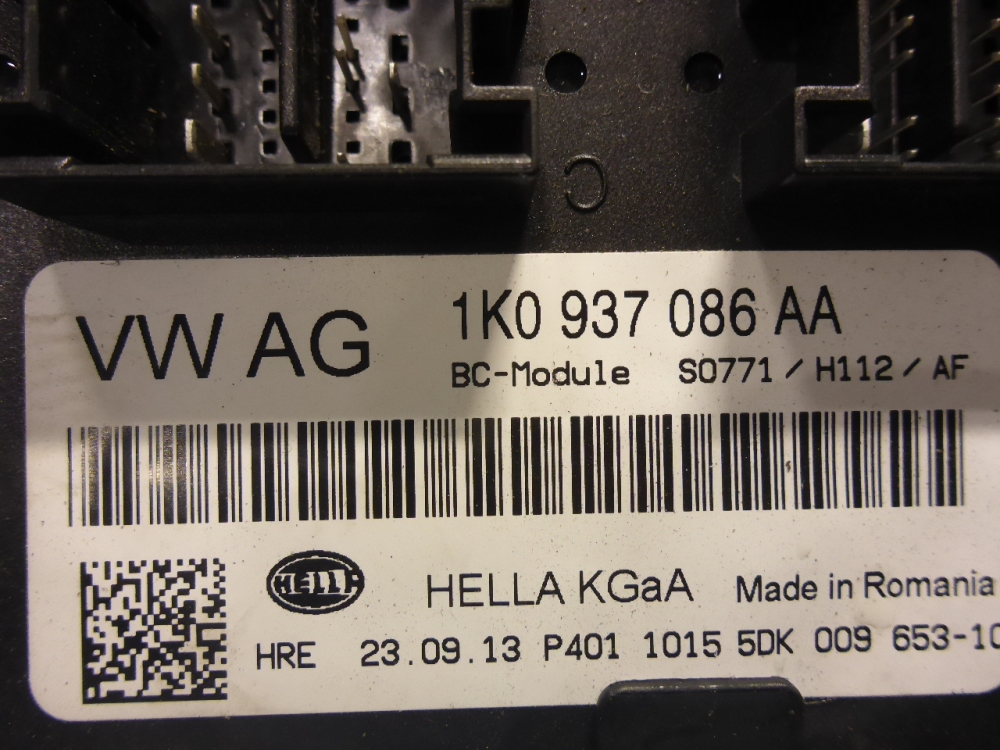 C
VW AG 1K0 937 086 AA
BC-Module S0771 / H112 / AF
HELLA HELLA KGaA Made in Romania
HRE 23.09.13 P401 1015 5DK 009 653-10